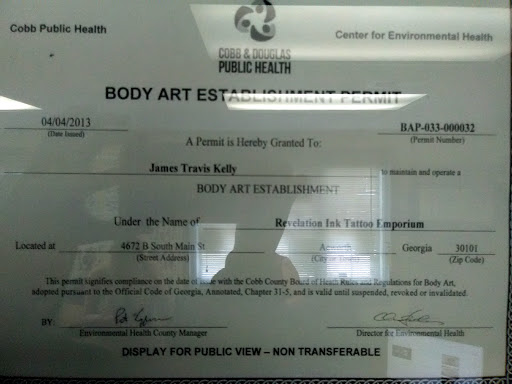 Cobb Public Health
Center for Environmental Health
COBB & DOUGLAS
PUBLIC HEALTH
BODY ART ESTABLISHMENT PERMIT
04/04/2013 BAP-033-000032
(Date Issued) (Permit Number)
A Permit is Hereby Granted To:
James Travis Kelly to maintain and operate a
BODY ART ESTABLISHMENT
Under the Name of Revelation Ink Tattoo Emporium
Located at 4672 B South Main St Acworth Georgia 30101
(Street Address) (City or Town) (Zip Code)
This permit signifies compliance on the date of issue with the Cobb County Board of Heath Rules and Regulations for Body Art,
adopted pursuant to the Official Code of Georgia, Annotated, Chapter 31-5, and is valid until suspended, revoked or invalidated.
BY:
Environmental Health County Manager Director for Environmental Health
DISPLAY FOR PUBLIC VIEW – NON TRANSFERABLE